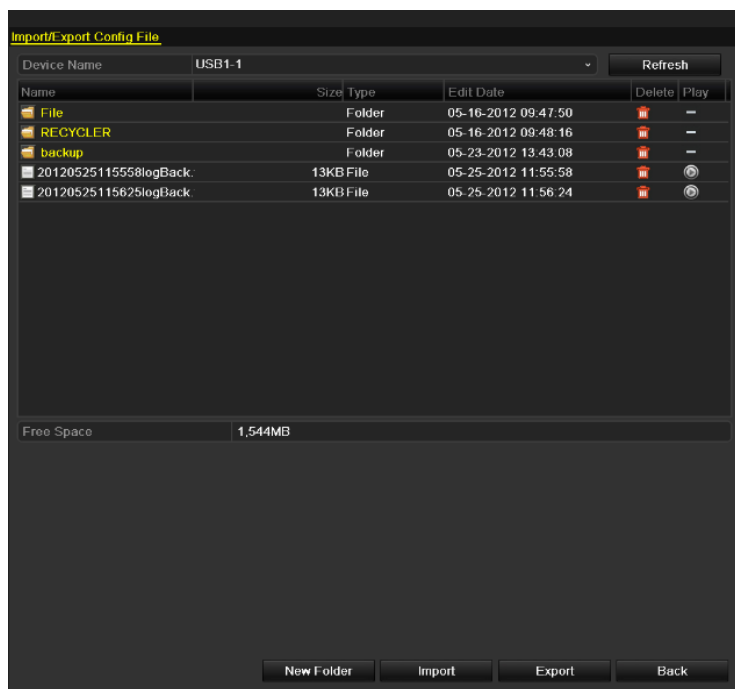 Import/Export Config File
Device Name USB1-1 Refresh
Name Size Type Edit Date Delete Play
File Folder 05-16-2012 09:47:50 –
RECYCLER Folder 05-16-2012 09:48:16 –
backup Folder 05-23-2012 13:43:08 –
20120525115558logBack. 13KB File 05-25-2012 11:55:58
20120525115625logBack. 13KB File 05-25-2012 11:56:24
Free Space 1,544MB
New Folder Import Export Back